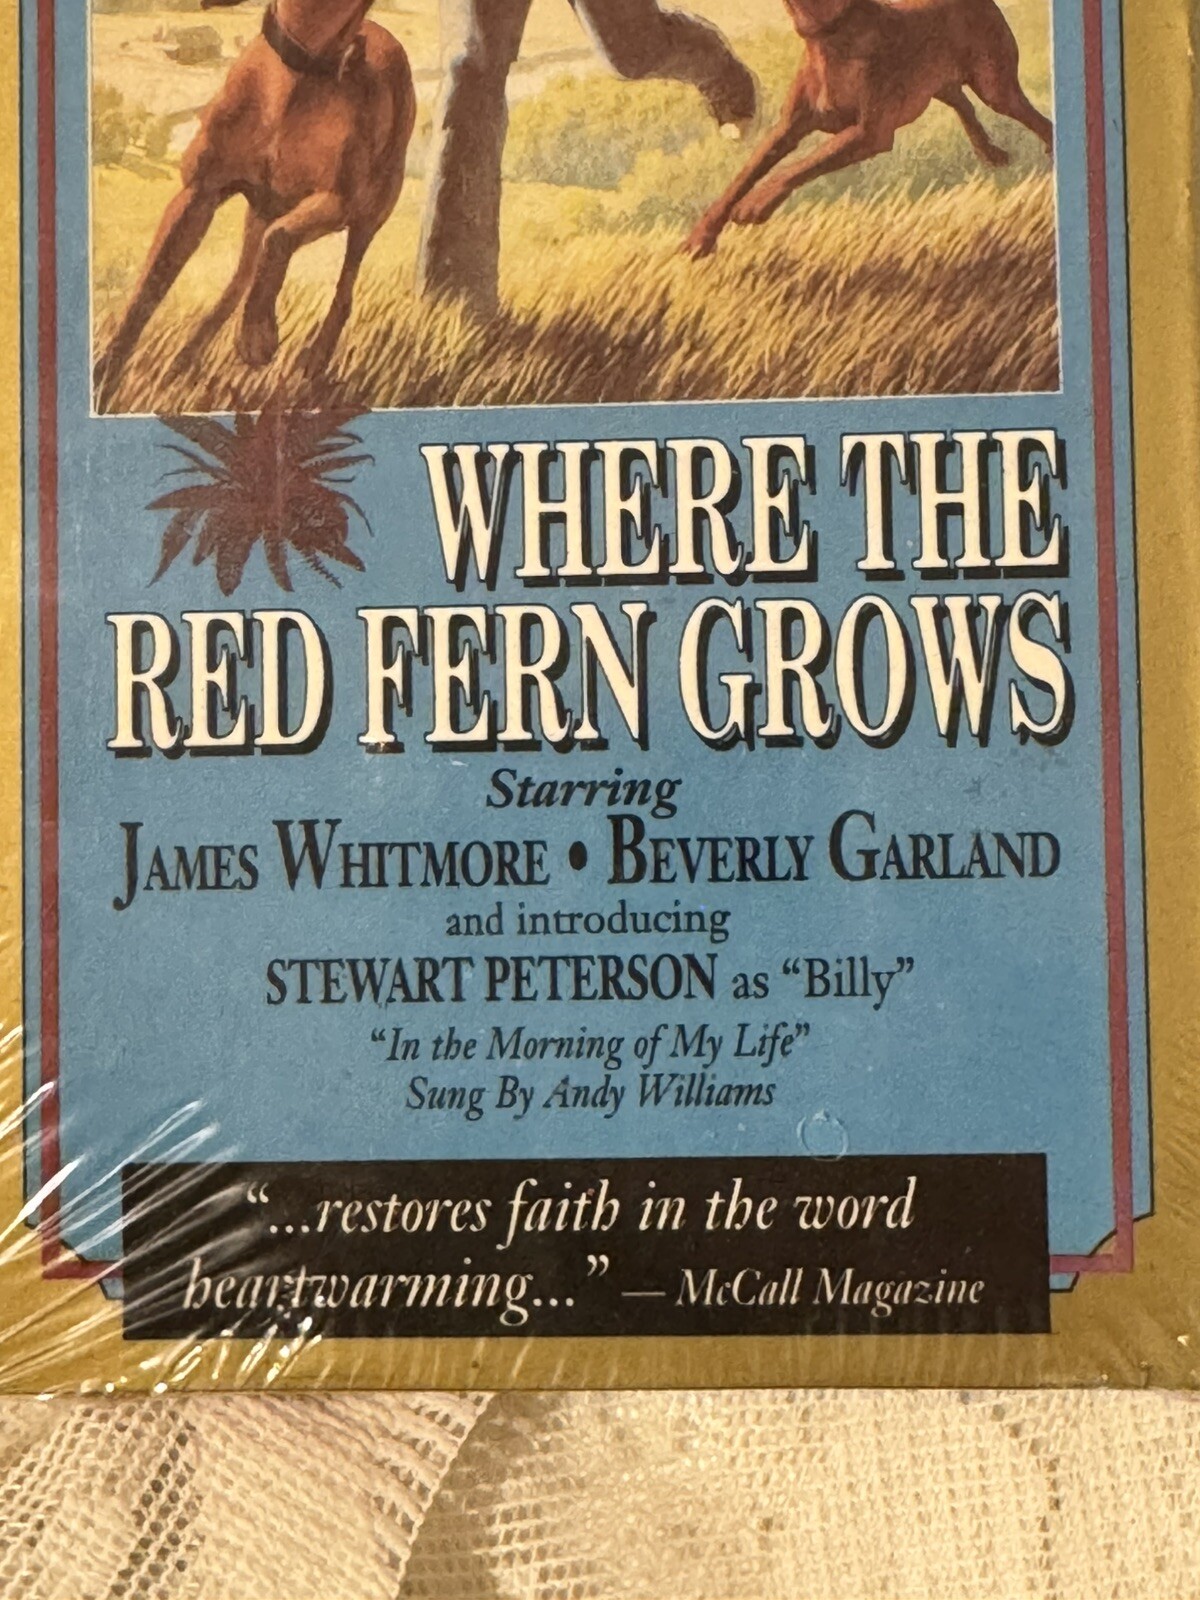 WHERE THE
RED FERN GROWS
Starring
JAMES WHITMORE • BEVERLY GARLAND
and introducing
STEWART PETERSON as “Billy”
“In the Morning of My Life”
Sung By Andy Williams
“...restores faith in the word
heartwarming...” — McCall Magazine